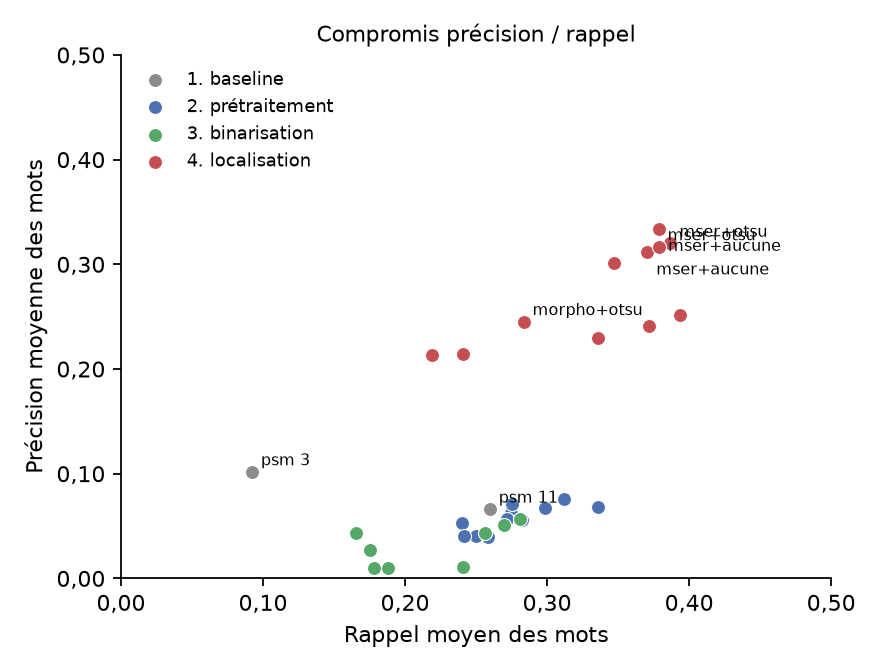 Compromis précision / rappel
Précision moyenne des mots
0,50
0,40
0,30
0,20
0,10
0,00
1. baseline
2. prétraitement
3. binarisation
4. localisation
mser+otsu
mser+otsu
mser+aucune
mser+aucune
morpho+otsu
psm 3
psm 11
0,00 0,10 0,20 0,30 0,40 0,50
Rappel moyen des mots